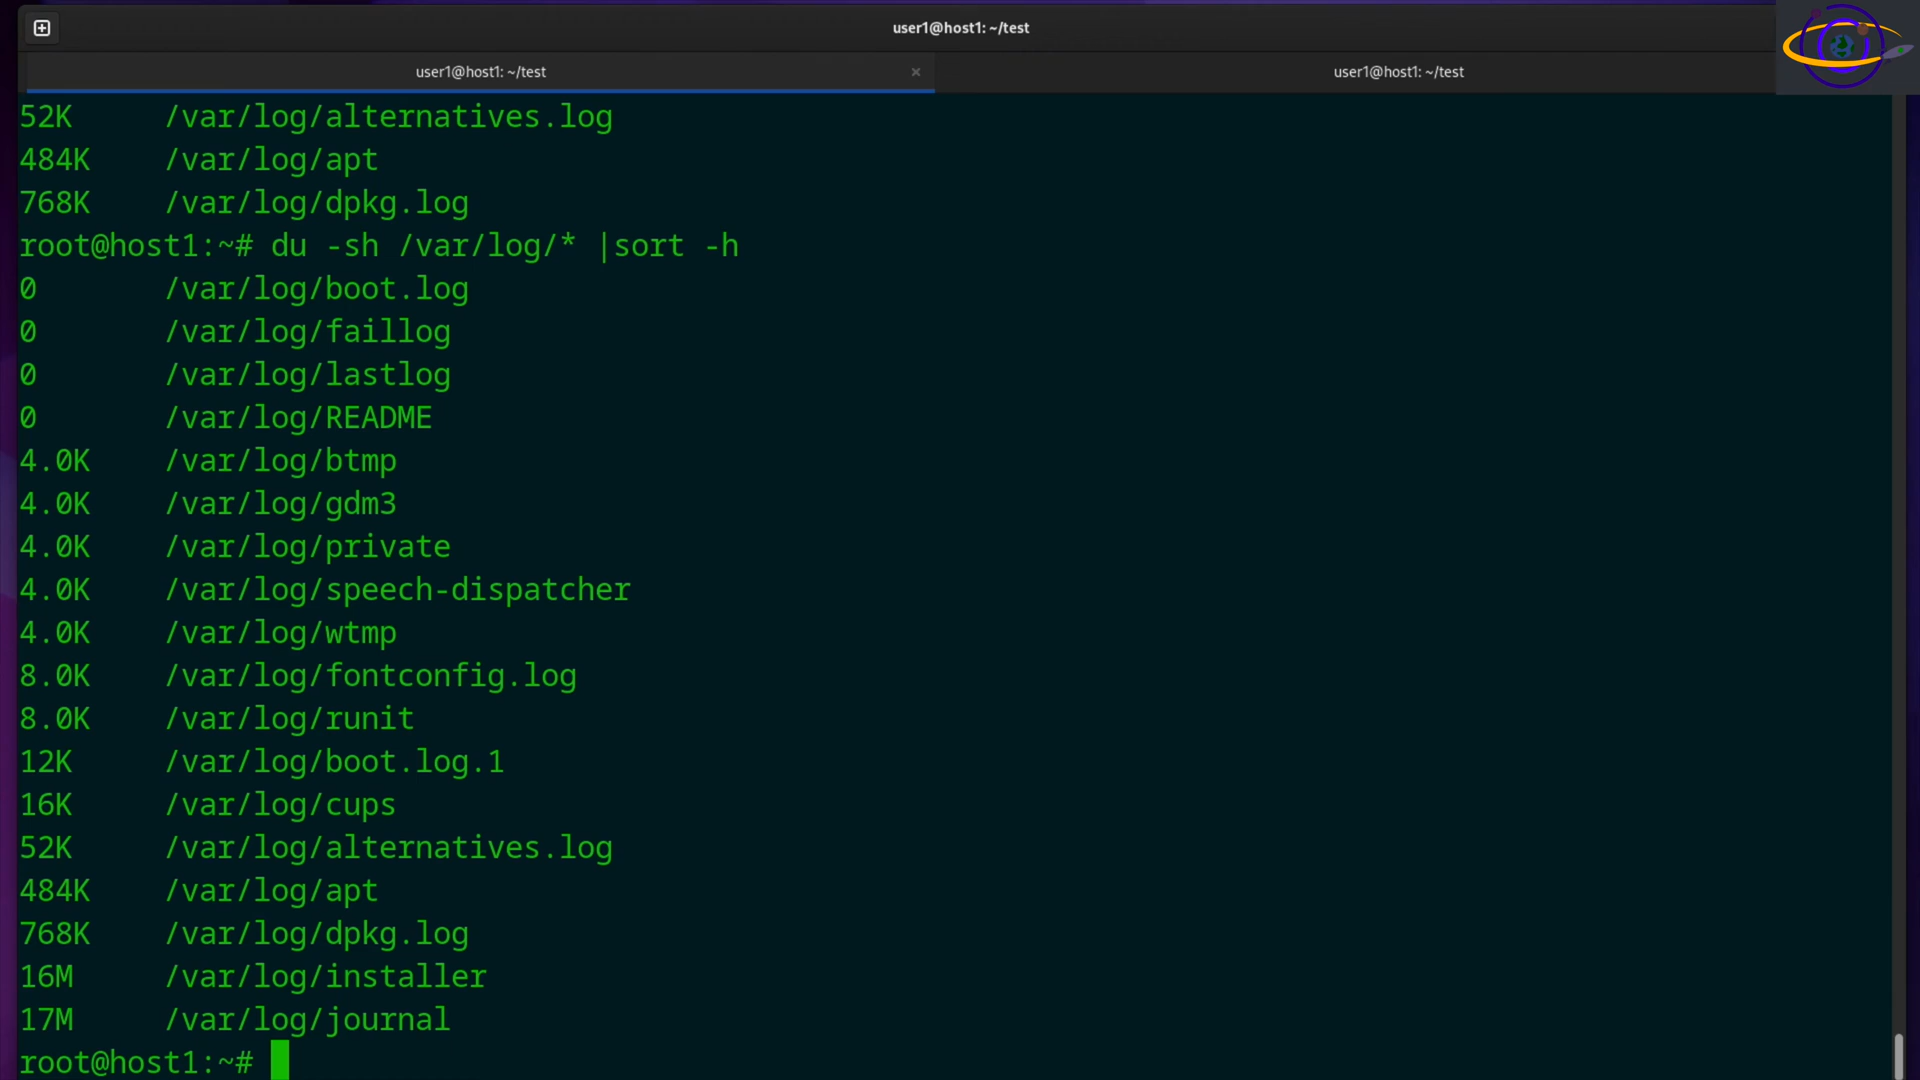 user1@host1: ~/test
user1@host1: ~/test × user1@host1: ~/test
52K /var/log/alternatives.log
484K /var/log/apt
768K /var/log/dpkg.log
root@host1:~# du -sh /var/log/* |sort -h
0 /var/log/boot.log
0 /var/log/faillog
0 /var/log/lastlog
0 /var/log/README
4.0K /var/log/btmp
4.0K /var/log/gdm3
4.0K /var/log/private
4.0K /var/log/speech-dispatcher
4.0K /var/log/wtmp
8.0K /var/log/fontconfig.log
8.0K /var/log/runit
12K /var/log/boot.log.1
16K /var/log/cups
52K /var/log/alternatives.log
484K /var/log/apt
768K /var/log/dpkg.log
16M /var/log/installer
17M /var/log/journal
root@host1:~#